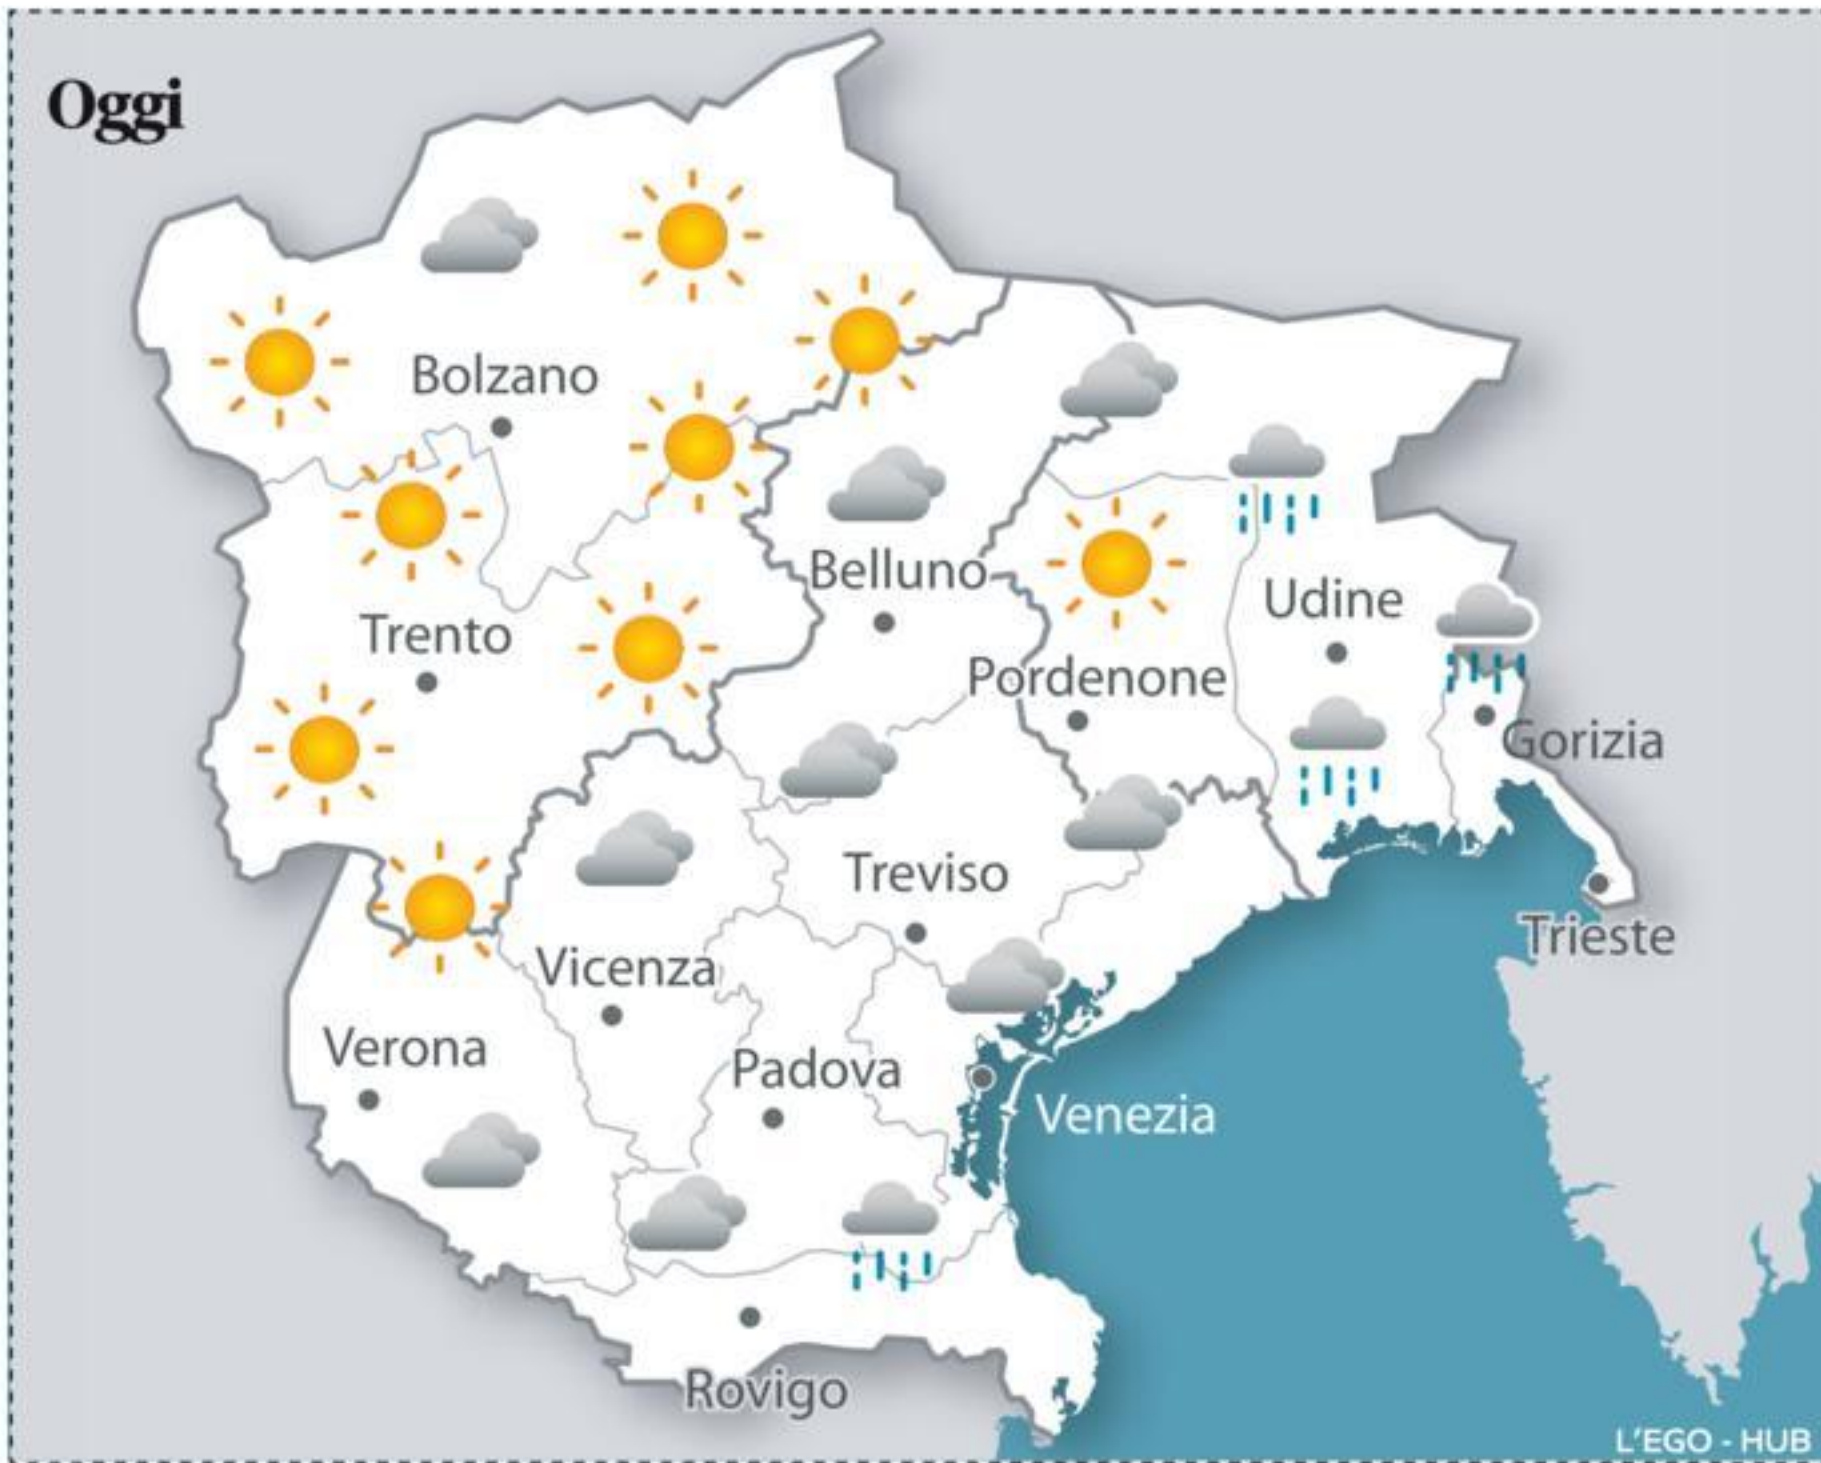 Oggi
Bolzano
Belluno
Udine
Trento
Pordenone
Gorizia
Treviso
Trieste
Vicenza
Verona
Padova
Venezia
Rovigo
L'EGO - HUB